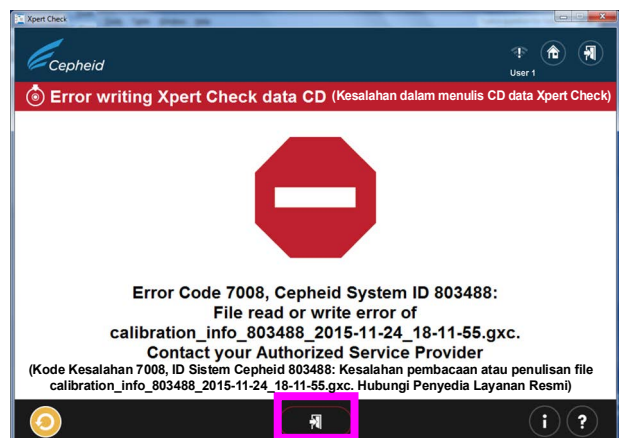 Xpert Check
Cepheid
User 1
Error writing Xpert Check data CD (Kesalahan dalam menulis CD data Xpert Check)
Error Code 7008, Cepheid System ID 803488:
File read or write error of
calibration_info_803488_2015-11-24_18-11-55.gxc.
Contact your Authorized Service Provider
(Kode Kesalahan 7008, ID Sistem Cepheid 803488: Kesalahan pembacaan atau penulisan file
calibration_info_803488_2015-11-24_18-11-55.gxc. Hubungi Penyedia Layanan Resmi)
i ?